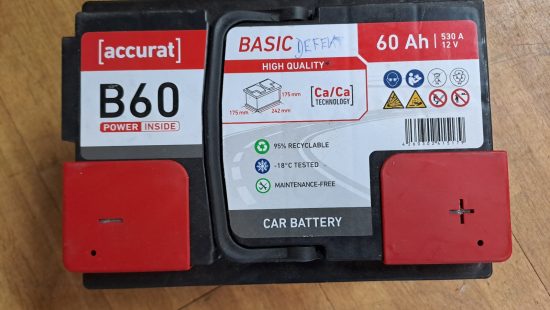 [accurat]
B60
POWER INSIDE
BASIC DEFEKT
HIGH QUALITY
60 Ah | 530 A
12 V
175 mm
175 mm
242 mm
[Ca/Ca]
TECHNOLOGY
95% RECYCLABLE
-18°C TESTED
MAINTENANCE-FREE
CAR BATTERY